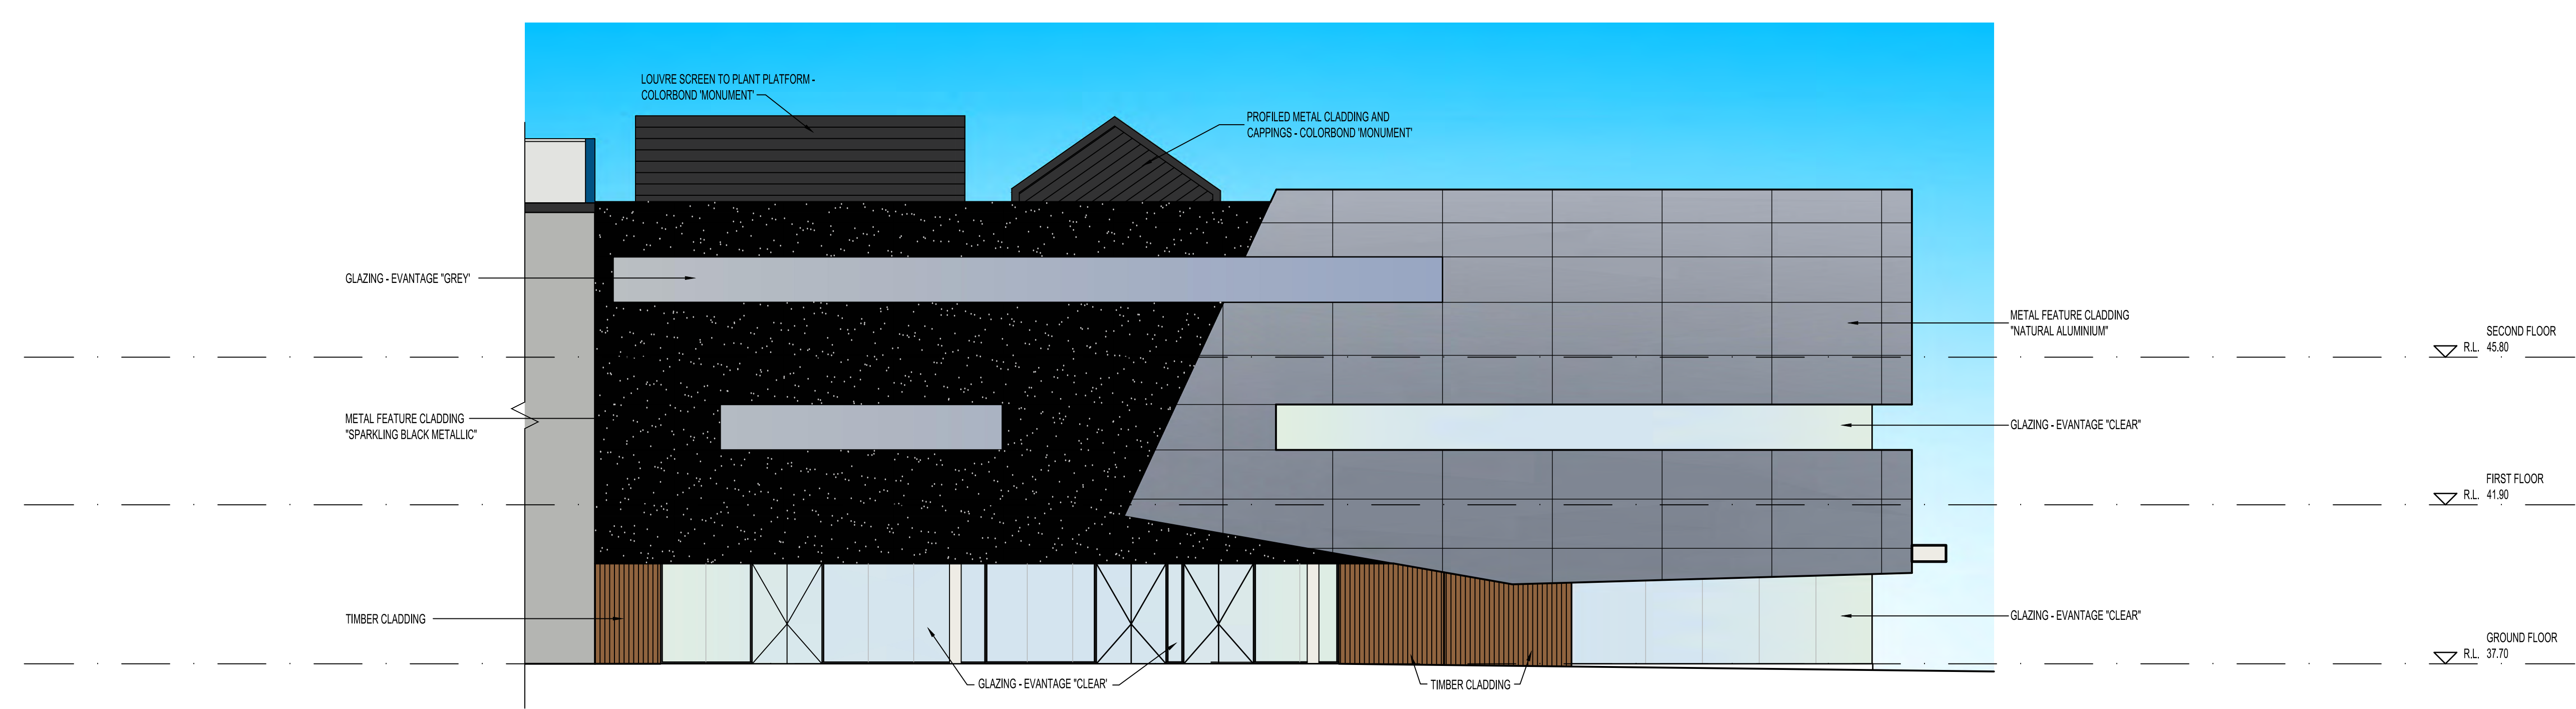 LOUVRE SCREEN TO PLANT PLATFORM -
COLORBOND 'MONUMENT'
PROFILED METAL CLADDING AND
CAPPINGS - COLORBOND 'MONUMENT'
GLAZING - EVANTAGE "GREY'
METAL FEATURE CLADDING
"NATURAL ALUMINIUM"
SECOND FLOOR
R.L. 45.80
METAL FEATURE CLADDING
"SPARKLING BLACK METALLIC"
GLAZING - EVANTAGE "CLEAR"
FIRST FLOOR
R.L. 41.90
TIMBER CLADDING
GLAZING - EVANTAGE "CLEAR"
GROUND FLOOR
R.L. 37.70
GLAZING - EVANTAGE "CLEAR'
TIMBER CLADDING